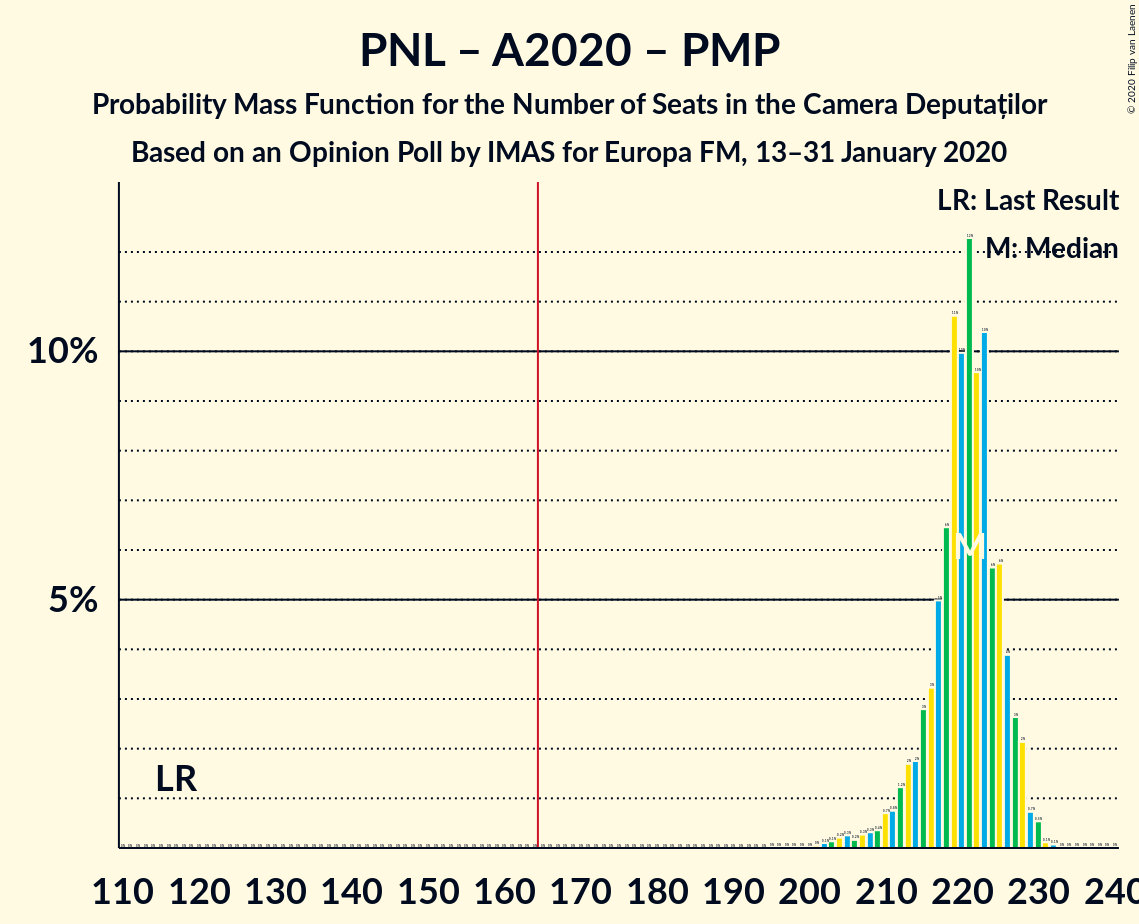 PNL – A2020 – PMP
Probability Mass Function for the Number of Seats in the Camera Deputaților
Based on an Opinion Poll by IMAS for Europa FM, 13–31 January 2020
© 2020 Filip van Laenen
LR: Last Result
M: Median
10%
5%
M
LR
110 120 130 140 150 160 170 180 190 200 210 220 230 240